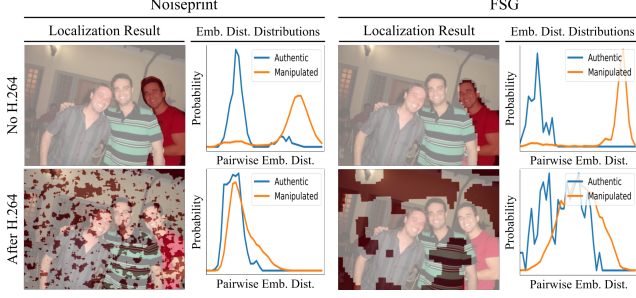 Noiseprint
FSG
Localization Result
Emb. Dist. Distributions
Localization Result
Emb. Dist. Distributions
No H.264
Probability
Authentic
Manipulated
Pairwise Emb. Dist.
Probability
Authentic
Manipulated
Pairwise Emb. Dist.
After H.264
Probability
Authentic
Manipulated
Pairwise Emb. Dist.
Probability
Authentic
Manipulated
Pairwise Emb. Dist.